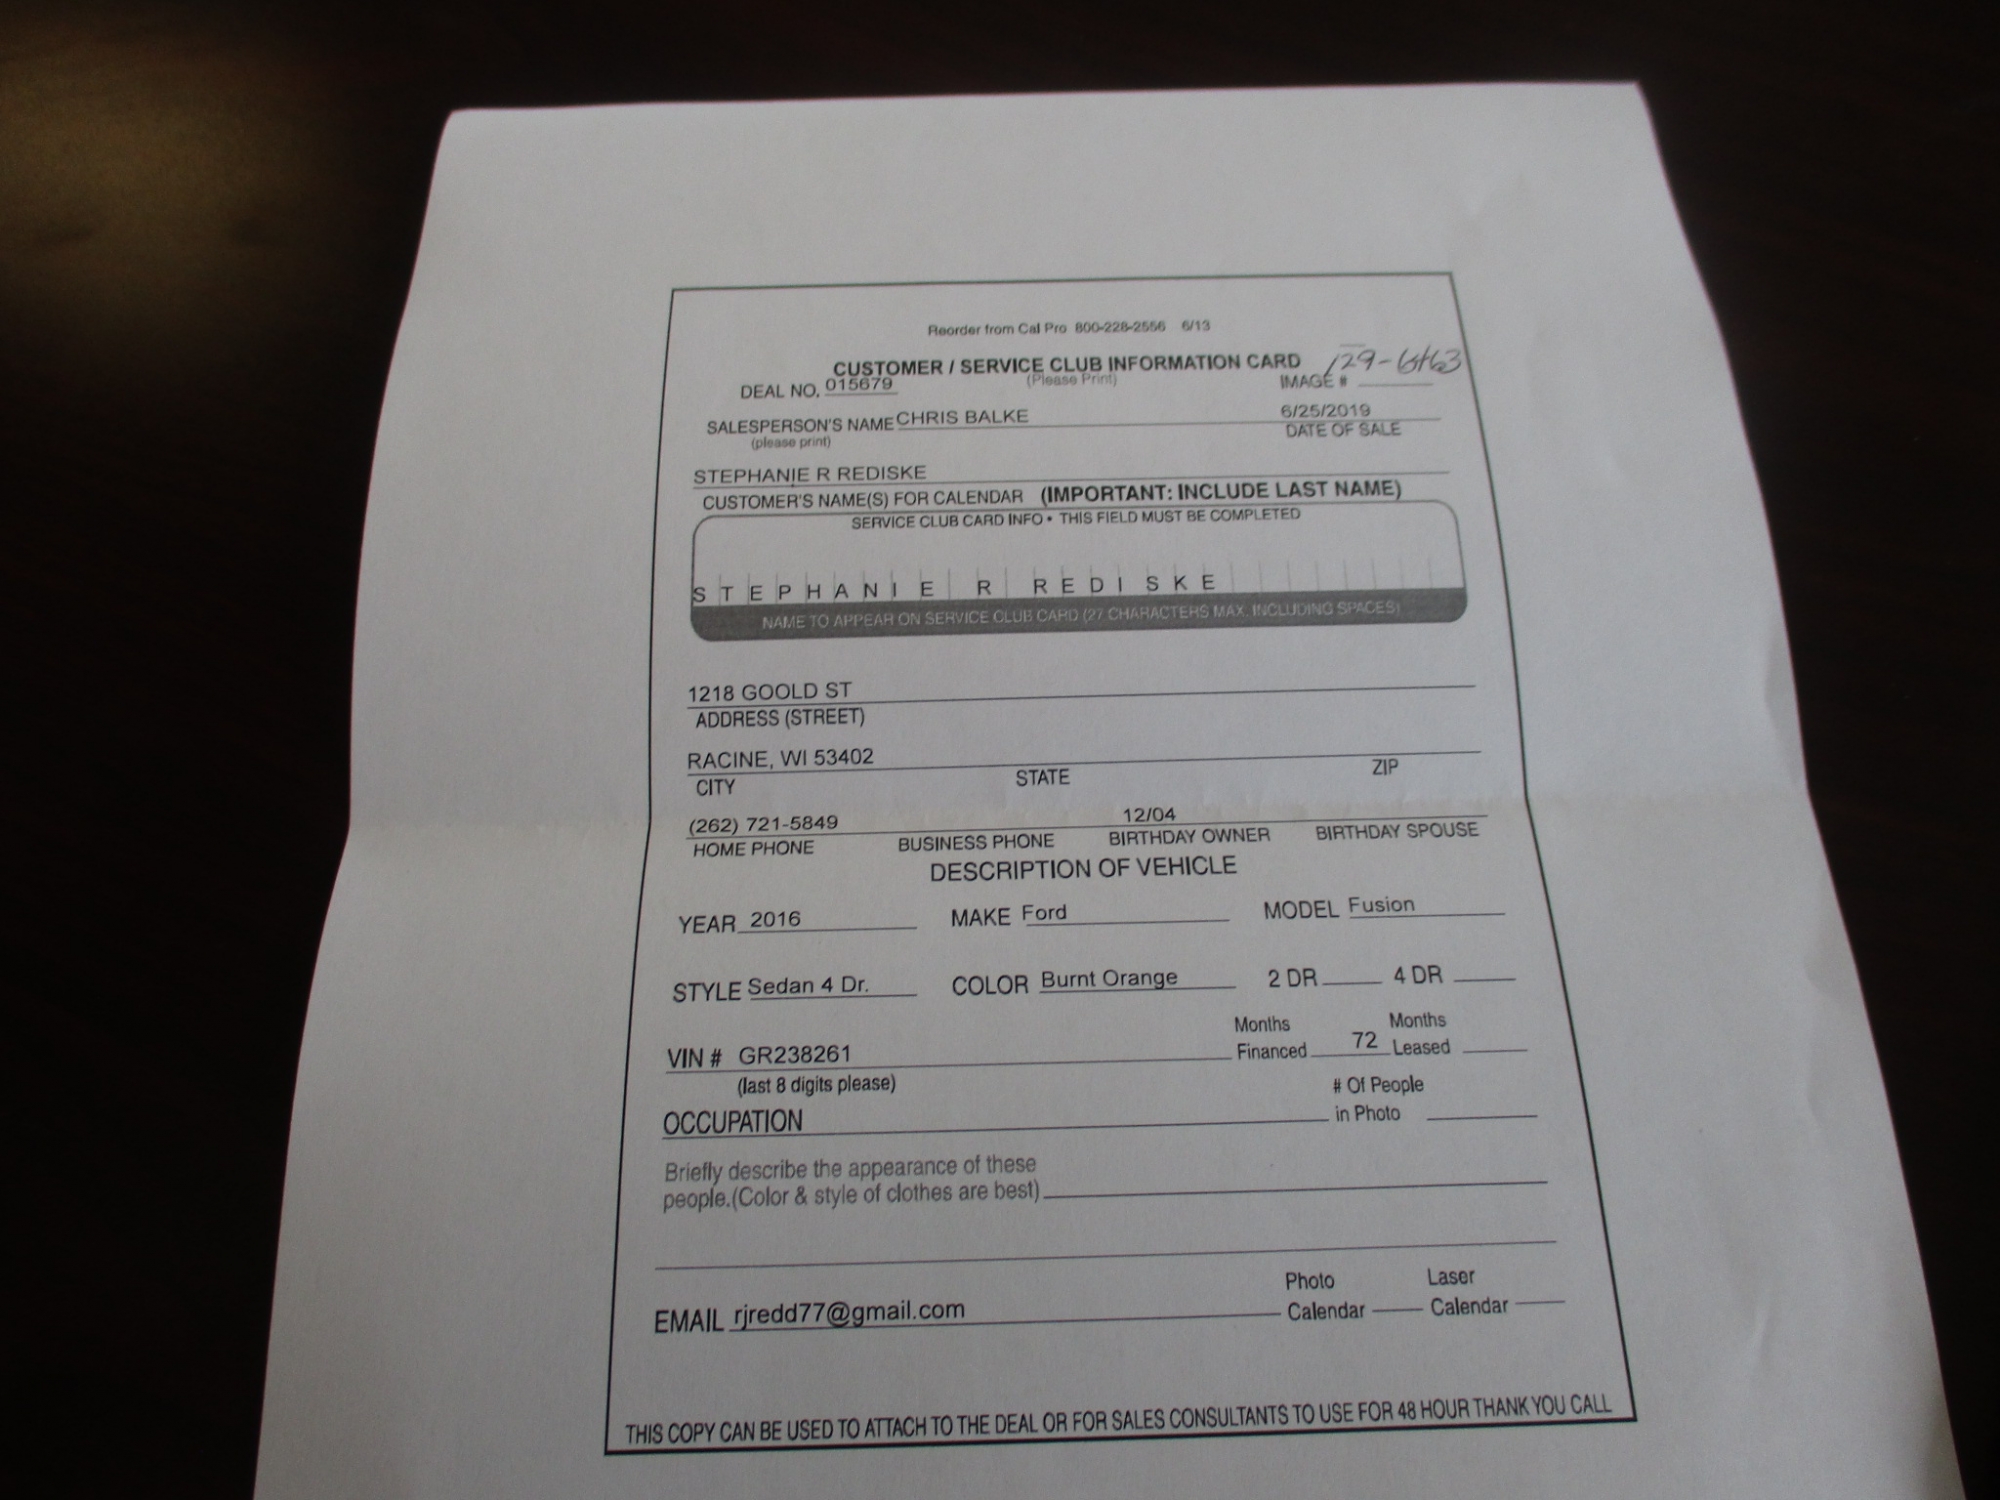 Reorder from Cal Pro 800-228-2556 6/13
CUSTOMER / SERVICE CLUB INFORMATION CARD
DEAL NO. 015679 (Please Print) IMAGE #
SALESPERSON'S NAME CHRIS BALKE 6/25/2019
(please print) DATE OF SALE
STEPHANIE R REDISKE
CUSTOMER'S NAME(S) FOR CALENDAR (IMPORTANT: INCLUDE LAST NAME)
SERVICE CLUB CARD INFO • THIS FIELD MUST BE COMPLETED
STEPHANIE R REDISKE
NAME TO APPEAR ON SERVICE CLUB CARD (27 CHARACTERS MAX. INCLUDING SPACES)
1218 GOOLD ST
ADDRESS (STREET)
RACINE, WI 53402
CITY STATE ZIP
(262) 721-5849 12/04
HOME PHONE BUSINESS PHONE BIRTHDAY OWNER BIRTHDAY SPOUSE
DESCRIPTION OF VEHICLE
YEAR 2016 MAKE Ford MODEL Fusion
STYLE Sedan 4 Dr. COLOR Burnt Orange 2 DR 4 DR
Months Months
VIN # GR238261 Financed 72 Leased
(last 8 digits please) # Of People
OCCUPATION in Photo
Briefly describe the appearance of these
people.(Color & style of clothes are best)
Photo Laser
EMAIL rjredd77@gmail.com Calendar Calendar
THIS COPY CAN BE USED TO ATTACH TO THE DEAL OR FOR SALES CONSULTANTS TO USE FOR 48 HOUR THANK YOU CALL